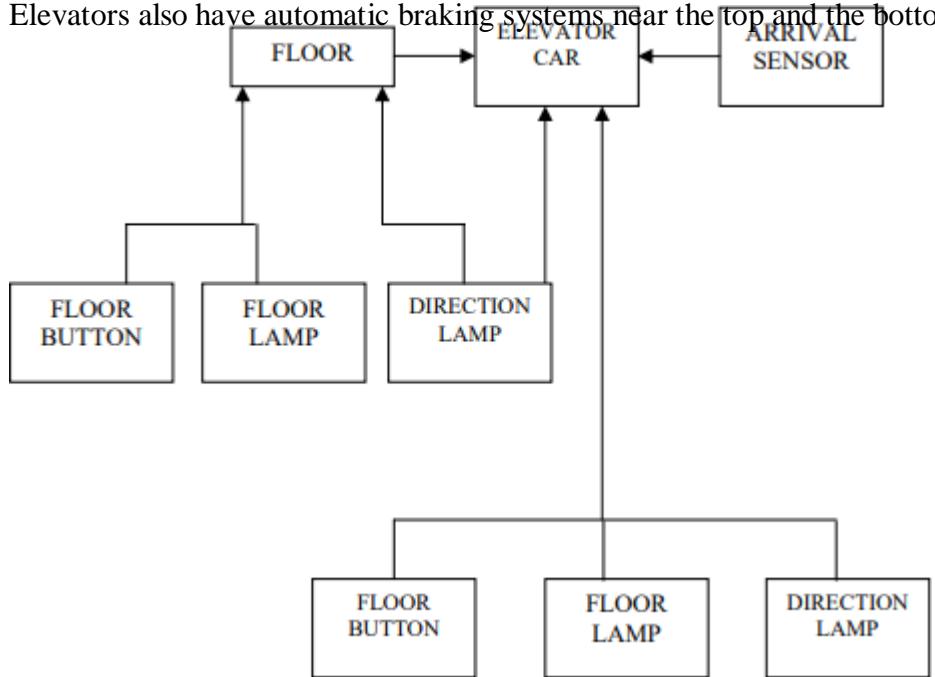 Elevators also have automatic braking systems near the top and the botto
FLOOR
ELEVATOR
CAR
ARRIVAL
SENSOR
FLOOR
BUTTON
FLOOR
LAMP
DIRECTION
LAMP
FLOOR
BUTTON
FLOOR
LAMP
DIRECTION
LAMP